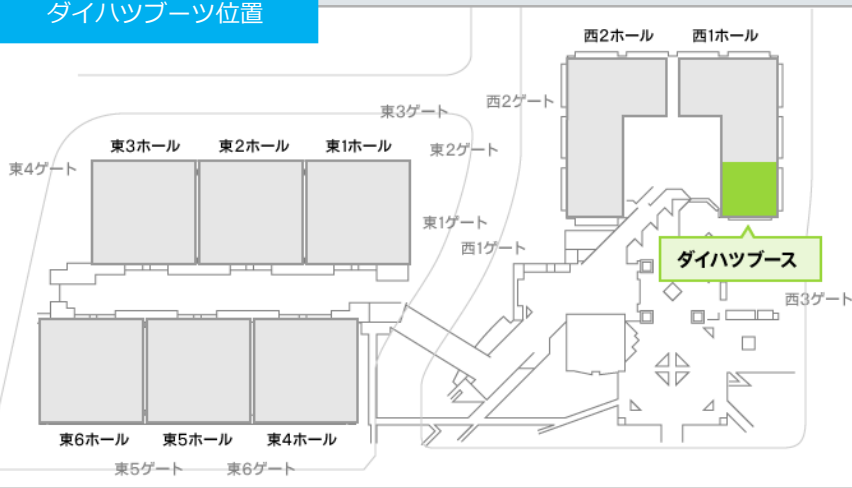 ダイハツブーツ位置
西2ホール
西1ホール
西2ゲート
東3ゲート
東3ホール
東2ホール
東1ホール
東2ゲート
東4ゲート
東1ゲート
西1ゲート
ダイハツブース
西3ゲート
東6ホール
東5ホール
東4ホール
東5ゲート
東6ゲート